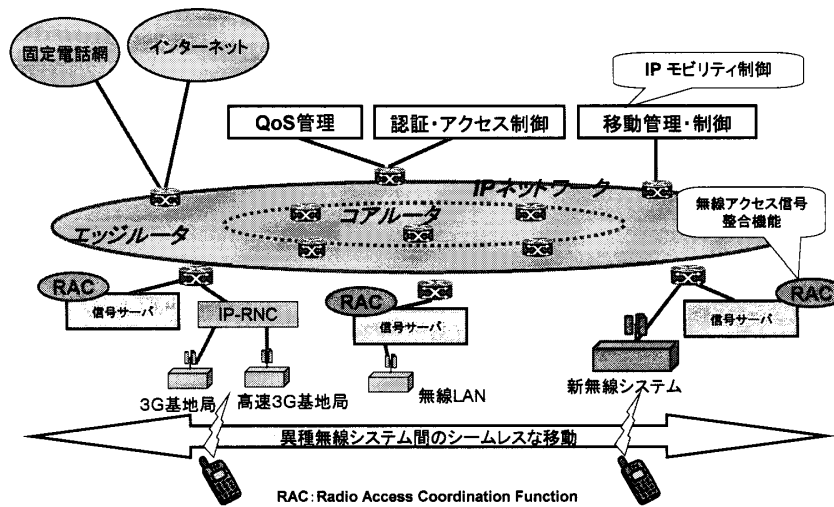 固定電話網
インターネット
IP モビリティ制御
QoS管理
認証・アクセス制御
移動管理・制御
IPネットワータ
コアルータ
エッジルータ
無線アクセス信号
整合機能
RAC
信号サーバ
IP-RNC
RAC
信号サーバ
RAC
信号サーバ
3G基地局
高速3G基地局
無線LAN
新無線システム
異種無線システム間のシームレスな移動
RAC:Radio Access Coordination Function